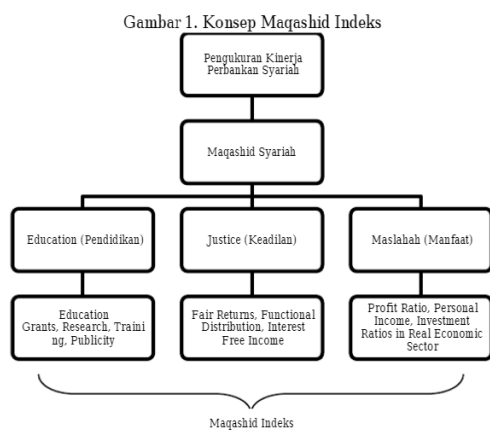 Gambar 1. Konsep Maqashid Indeks
Pengukuran Kinerja
Perbankan Syariah
Maqashid Syariah
Education (Pendidikan)
Justice (Keadilan)
Maslahah (Manfaat)
Education
Grants, Research, Traini
ng, Publicity
Fair Returns, Functional
Distribution, Interest
Free Income
Profit Ratio, Personal
Income, Investment
Ratios in Real Economic
Sector
Maqashid Indeks